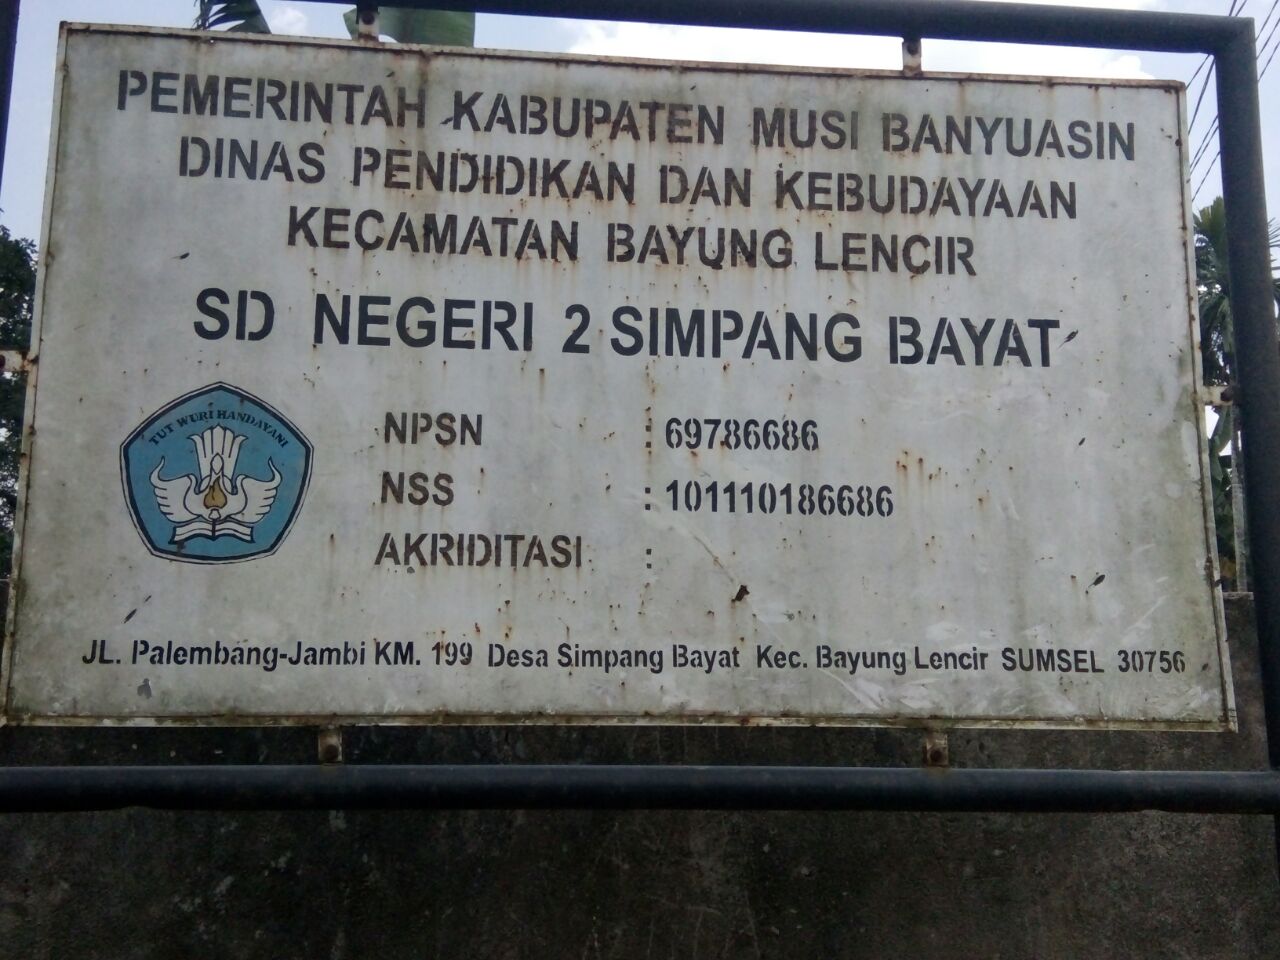 PEMERINTAH KABUPATEN MUSI BANYUASIN
DINAS PENDIDIKAN DAN KEBUDAYAAN
KECAMATAN BAYUNG LENCIR
SD NEGERI 2 SIMPANG BAYAT
TUT WURI HANDAYANI
NPSN : 69786686
NSS : 101110186686
AKRIDITASI :
JL. Palembang-Jambi KM. 199 Desa Simpang Bayat Kec. Bayung Lencir SUMSEL 30756